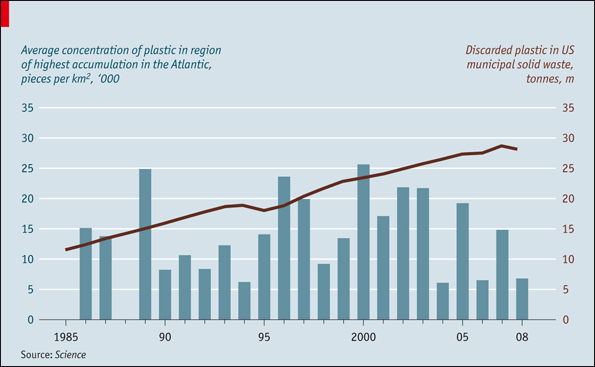 Average concentration of plastic in region
of highest accumulation in the Atlantic,
pieces per km², ‘000
Discarded plastic in US
municipal solid waste,
tonnes, m
35 35
30 30
25 25
20 20
15 15
10 10
5 5
0 0
1985 90 95 2000 05 08
Source: Science